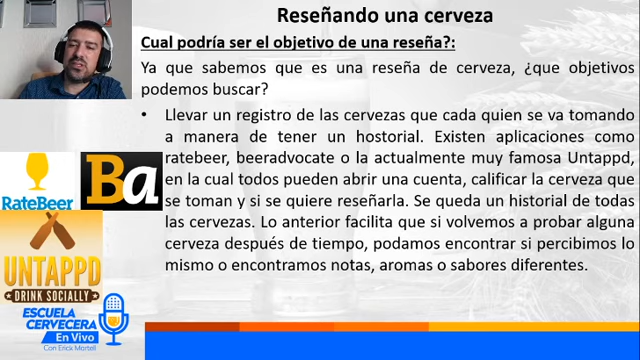 Reseñando una cerveza
Cual podría ser el objetivo de una reseña?:
Ya que sabemos que es una reseña de cerveza, ¿que objetivos
podemos buscar?
• Llevar un registro de las cervezas que cada quien se va tomando
a manera de tener un hostorial. Existen aplicaciones como
ratebeer, beeradvocate o la actualmente muy famosa Untappd,
en la cual todos pueden abrir una cuenta, calificar la cerveza que
se toman y si se quiere reseñarla. Se queda un historial de todas
las cervezas. Lo anterior facilita que si volvemos a probar alguna
cerveza después de tiempo, podamos encontrar si percibimos lo
mismo o encontramos notas, aromas o sabores diferentes.
RateBeer
Ba
UNTAPPD
DRINK SOCIALLY
ESCUELA
CERVECERA
En Vivo
Con Erick Martell